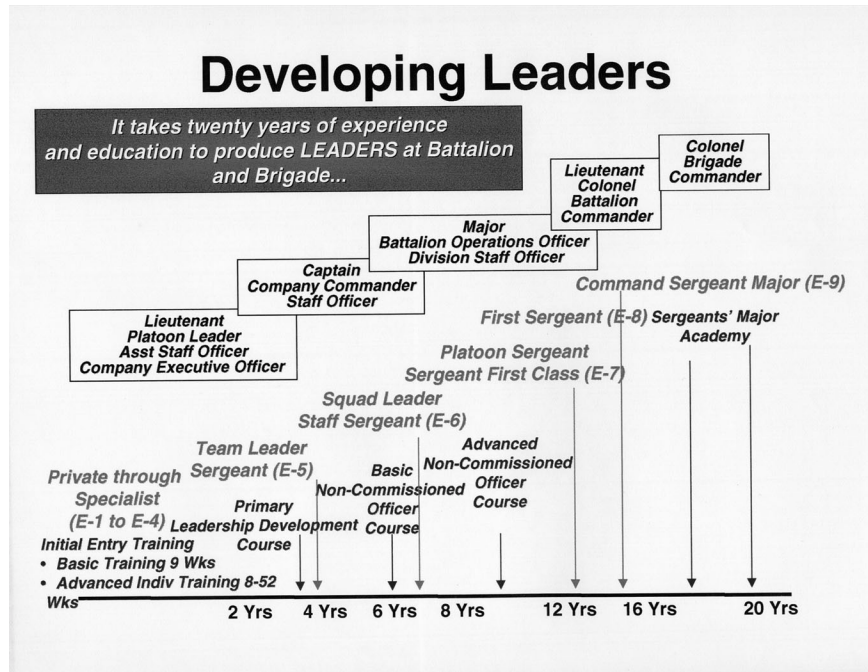 Developing Leaders
It takes twenty years of experience
and education to produce LEADERS at Battalion
and Brigade...
Colonel
Brigade
Commander
Lieutenant
Colonel
Battalion
Commander
Major
Battalion Operations Officer
Division Staff Officer
Captain
Company Commander
Staff Officer
Lieutenant
Platoon Leader
Asst Staff Officer
Company Executive Officer
Command Sergeant Major (E-9)
First Sergeant (E-8)
Sergeants' Major
Academy
Platoon Sergeant
Sergeant First Class (E-7)
Squad Leader
Staff Sergeant (E-6)
Team Leader
Sergeant (E-5)
Private through
Specialist
(E-1 to E-4)
Advanced
Non-Commissioned
Officer
Course
Basic
Non-Commissioned
Officer
Course
Primary
Leadership Development
Course
Initial Entry Training
• Basic Training 9 Wks
• Advanced Indiv Training 8-52
Wks
2 Yrs
4 Yrs
6 Yrs
8 Yrs
12 Yrs
16 Yrs
20 Yrs